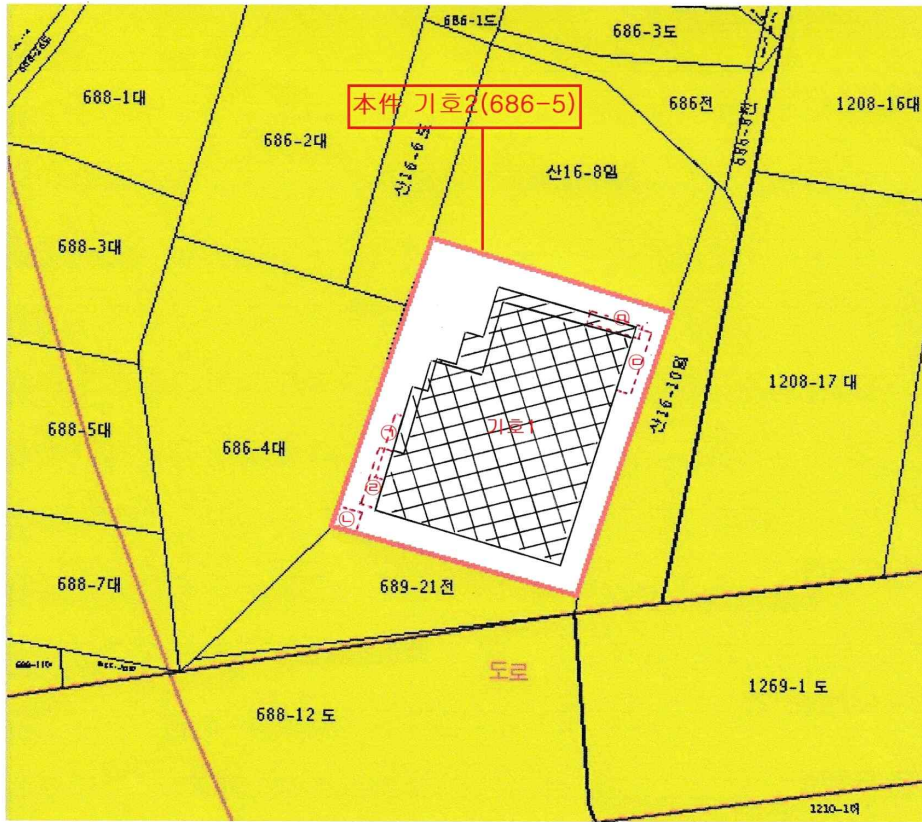 686-1도
686-3도
688-1대
本件 기호2(686-5)
686전
1208-16대
686-2대
산16-6도
686-8전
산16-8임
688-3대
㉤
㉤
산16-10임
1208-17 대
688-5대
686-4대
㉠
기호1
㉣
㉡
688-7대
689-21전
도로
688-12 도
1269-1 도